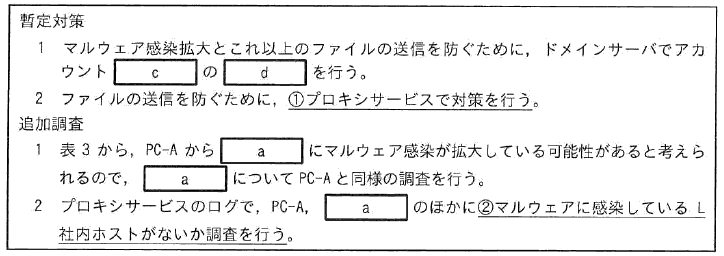 暫定対策
1 マルウェア感染拡大とこれ以上のファイルの送信を防ぐために，ドメインサーバでアカ
ウント c の d を行う。
2 ファイルの送信を防ぐために，①プロキシサービスで対策を行う。
追加調査
1 表3から，PC-Aから a にマルウェア感染が拡大している可能性があると考えら
れるので， a についてPC-Aと同様の調査を行う。
2 プロキシサービスのログで，PC-A， a のほかに②マルウェアに感染しているL
社内ホストがないか調査を行う。